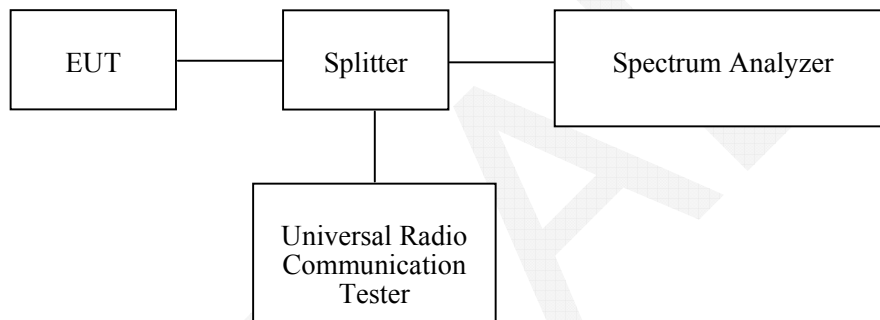 EUT
Splitter
Spectrum Analyzer
Universal Radio
Communication
Tester